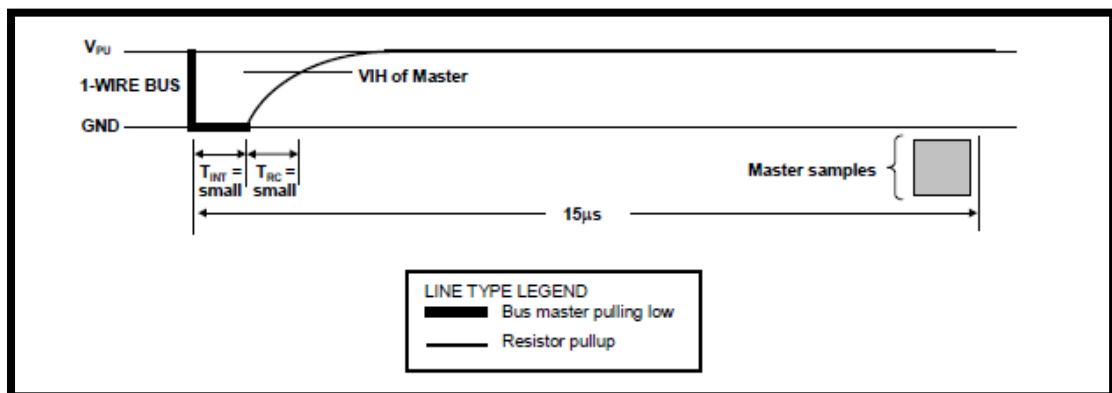 VPU
VIH of Master
1-WIRE BUS
GND
TINT =
small
TRC =
small
Master samples
15μs
LINE TYPE LEGEND
Bus master pulling low
Resistor pullup